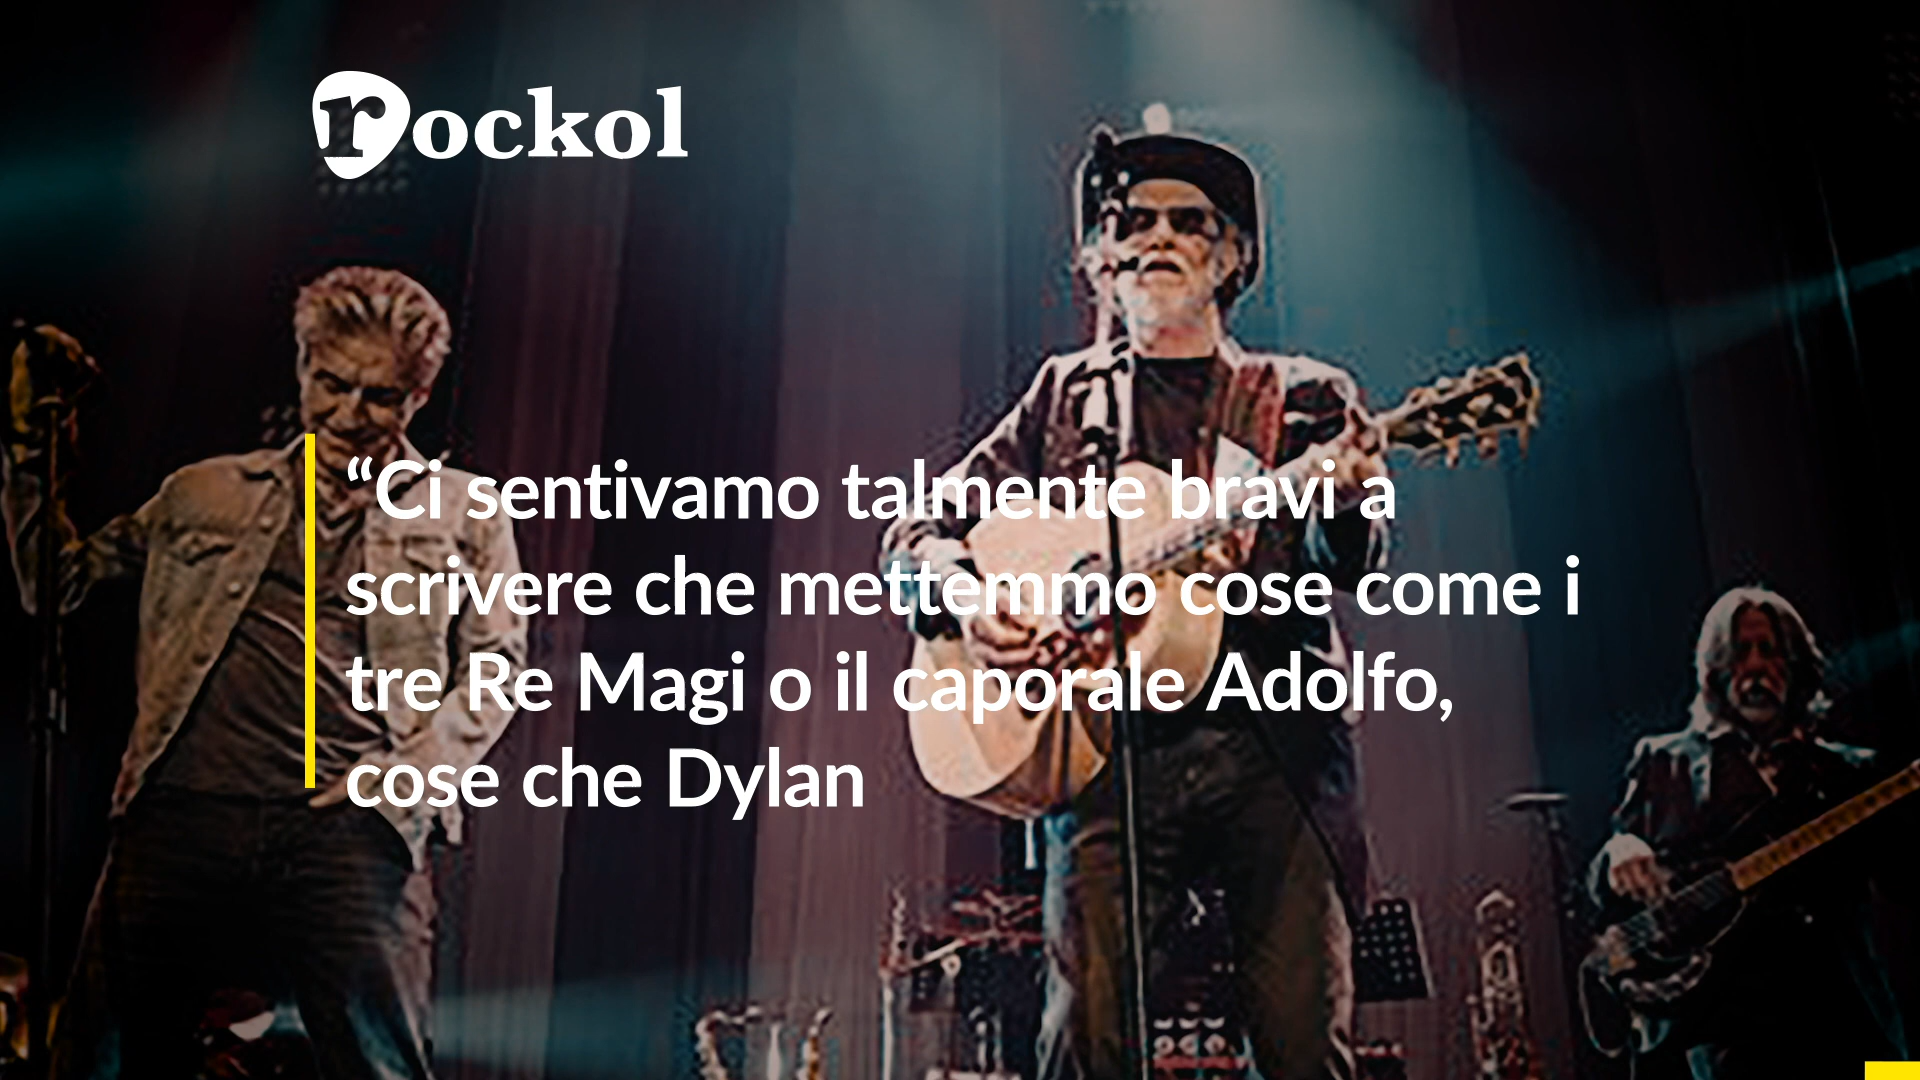 rockol
“Ci sentivamo talmente bravi a
scrivere che mettemmo cose come i
tre Re Magi o il caporale Adolfo,
cose che Dylan